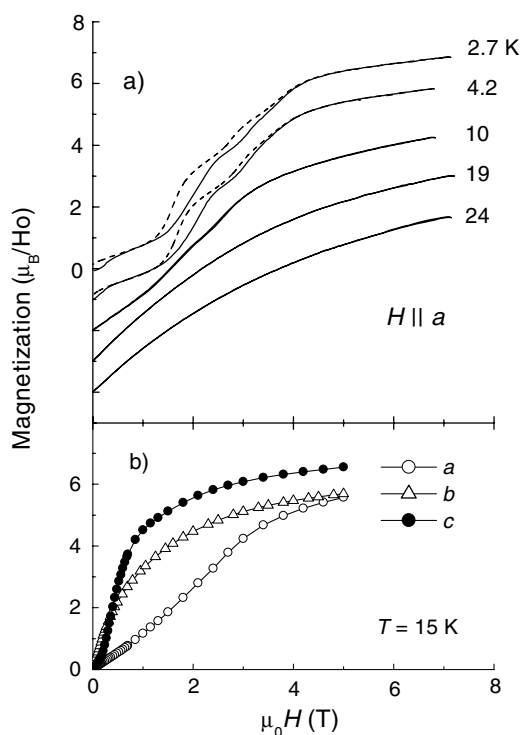 8
a)
2.7 K
6
4.2
4
10
2
19
0
24
Magnetization (μB/Ho)
H || a
b)
a
6
b
c
4
2
T = 15 K
0
0 2 4 6 8
μ0H (T)